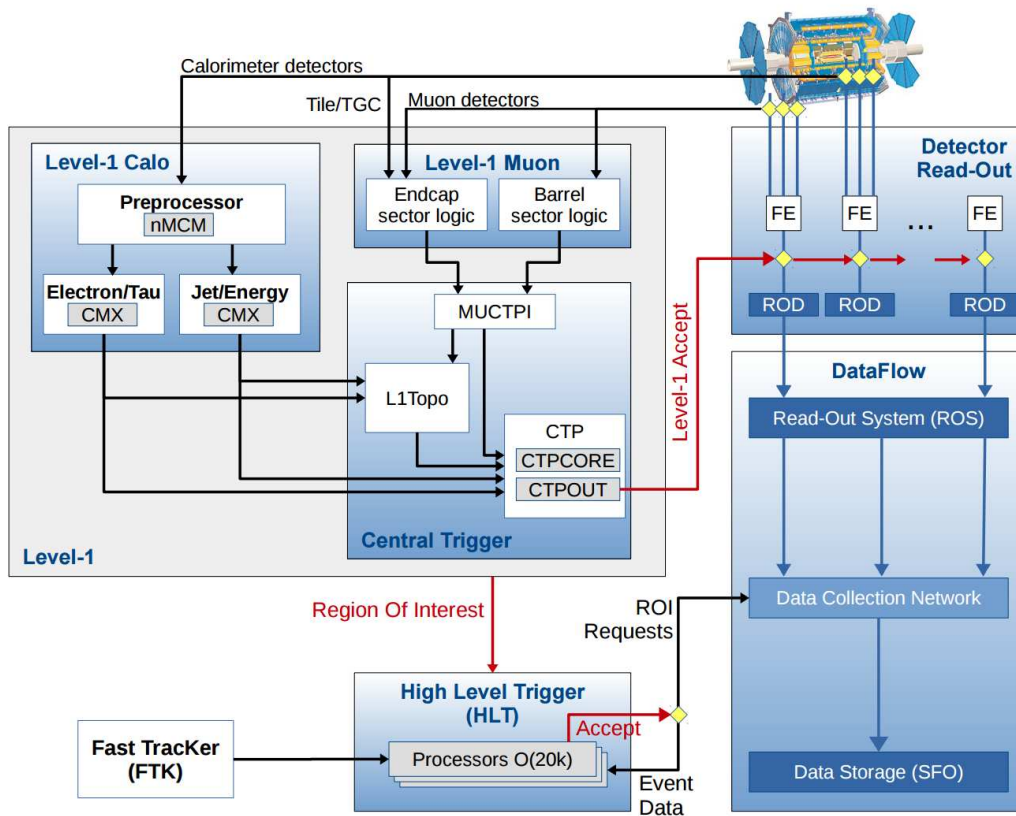 Calorimeter detectors
Tile/TGC
Muon detectors
Level-1 Calo
Preprocessor
nMCM
Electron/Tau
CMX
Jet/Energy
CMX
Level-1 Muon
Endcap
sector logic
Barrel
sector logic
MUCTPI
L1Topo
CTP
CTPCORE
CTPOUT
Central Trigger
Level-1
Level-1 Accept
Detector
Read-Out
FE
FE
...
FE
ROD
ROD
ROD
DataFlow
Read-Out System (ROS)
Data Collection Network
Data Storage (SFO)
Region Of Interest
ROI
Requests
High Level Trigger
(HLT)
Accept
Processors O(20k)
Event
Data
Fast TracKer
(FTK)